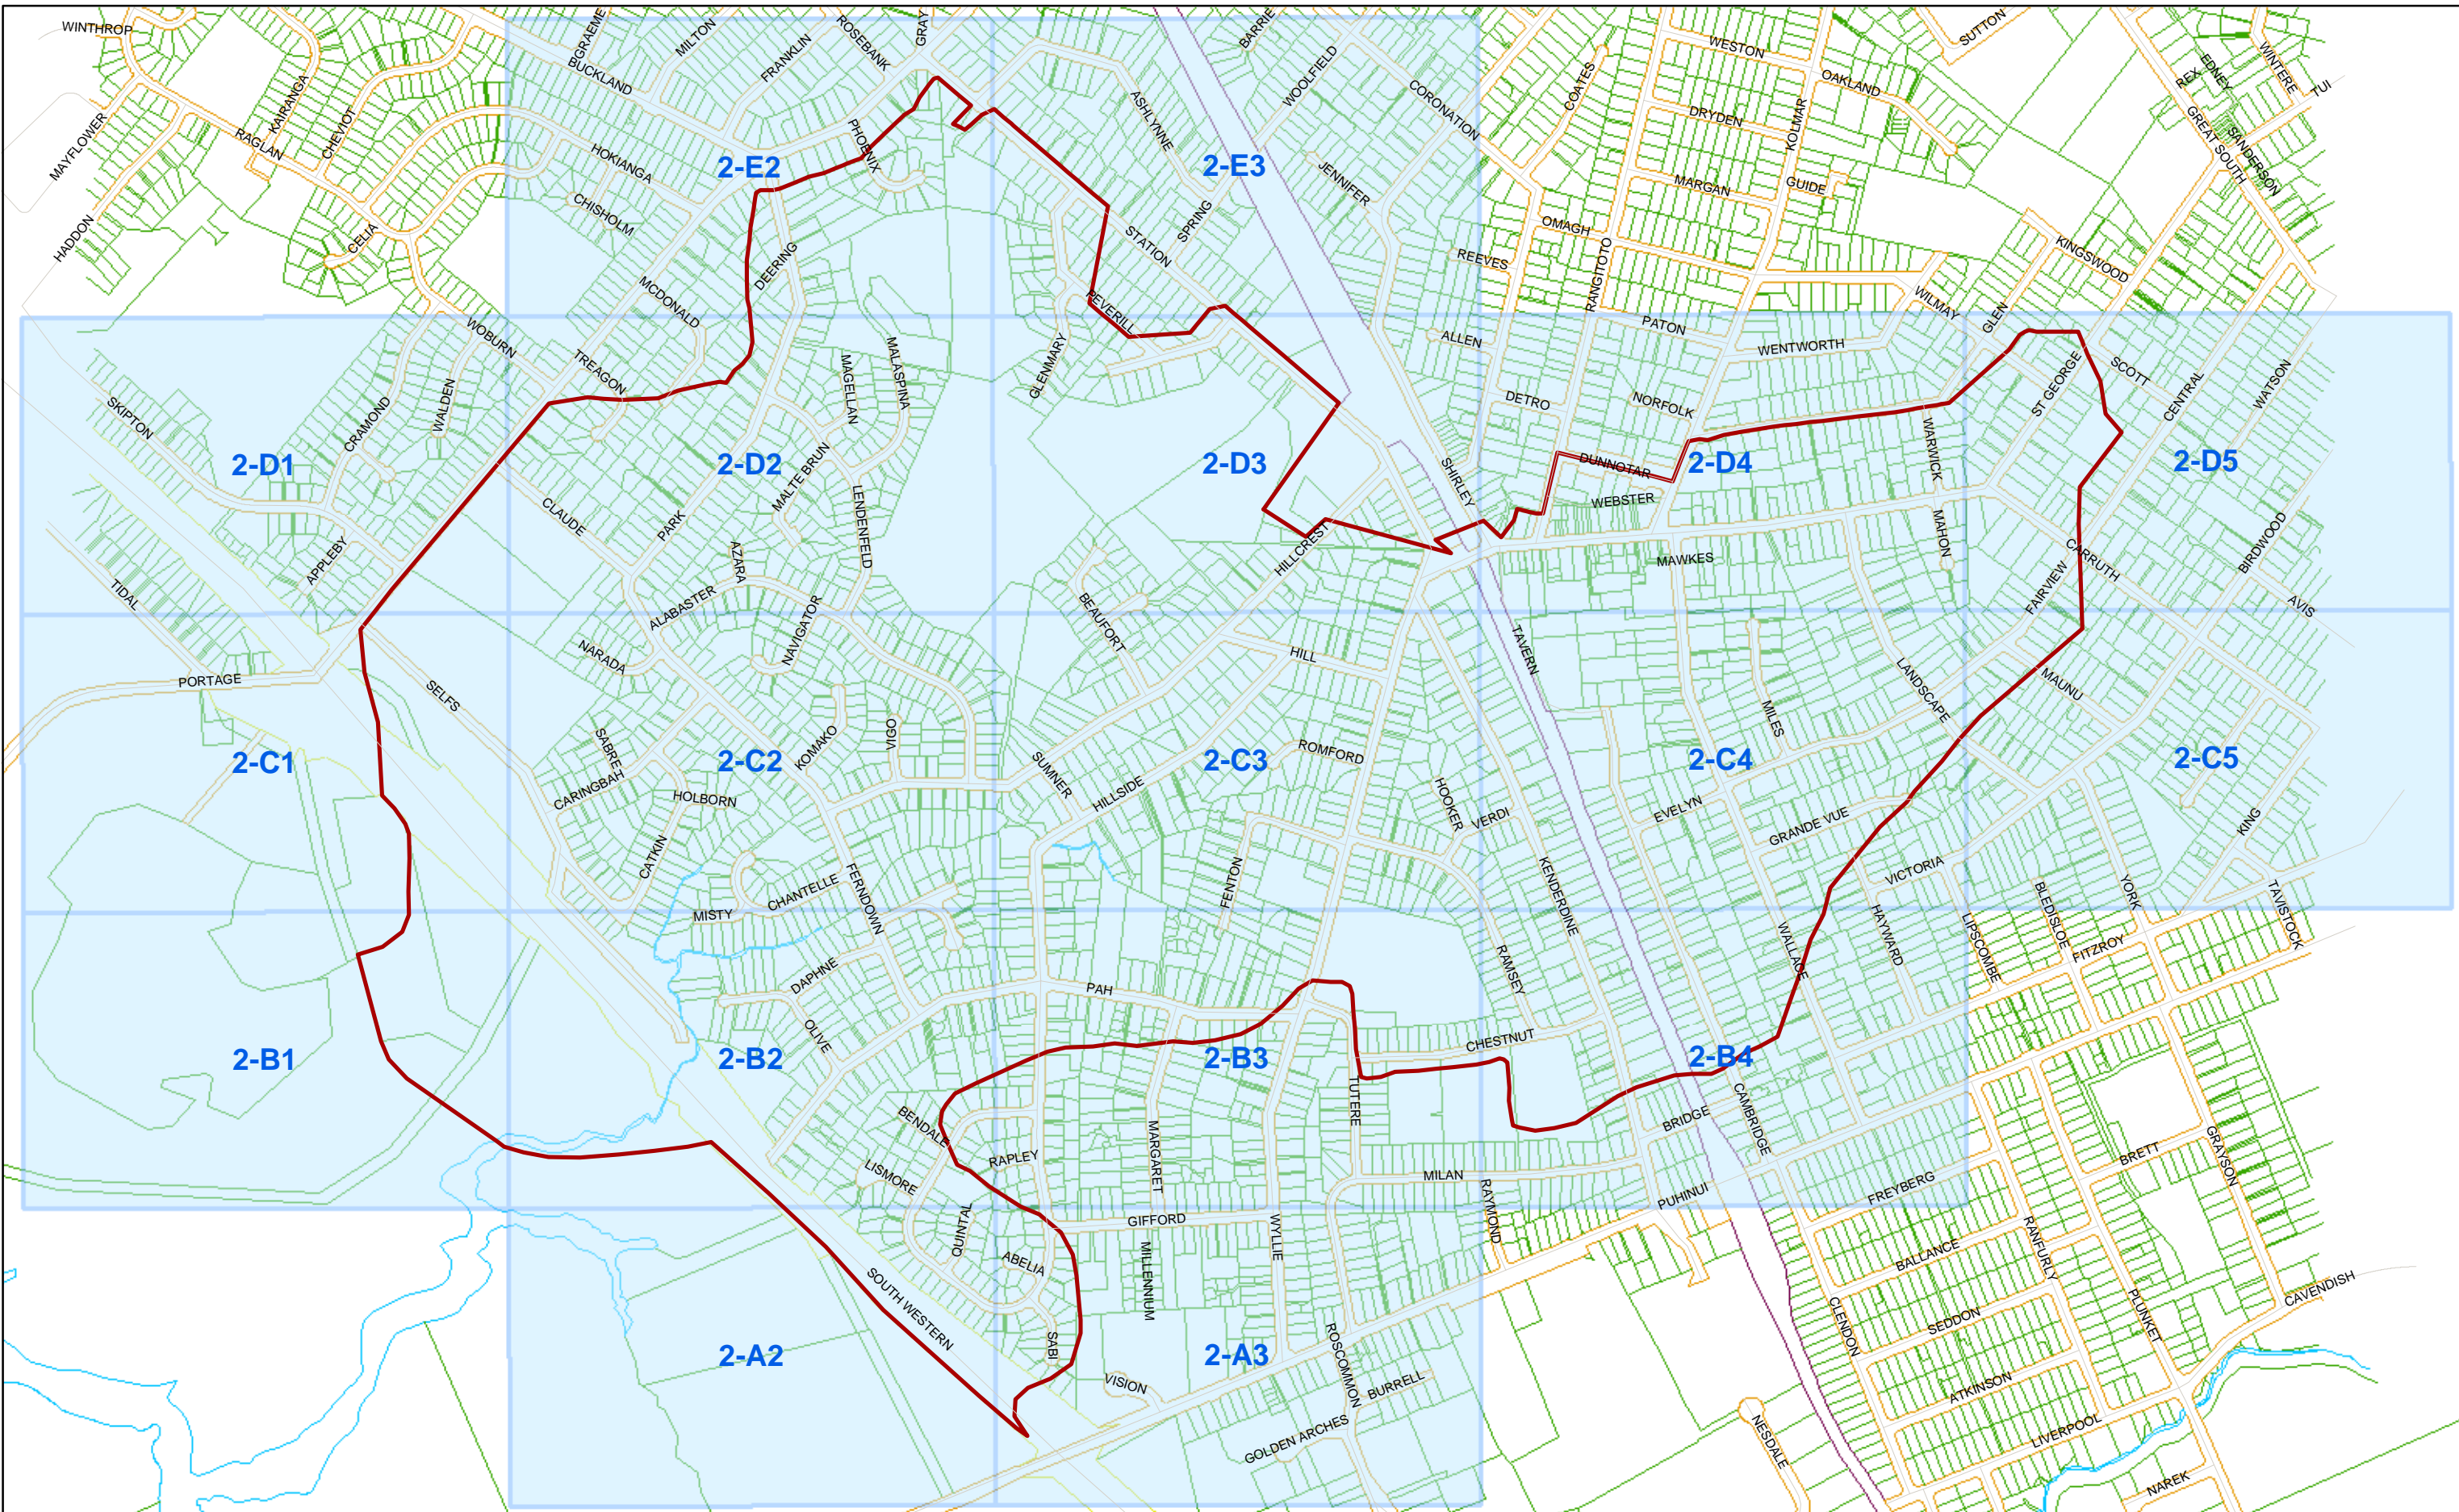 WINTHROP
GRAEME
MILTON
FRANKLIN
ROSEBANK
GRAY
BARRIE
WOOLFIELD
WESTON
SUTTON
WINTERE
BUCKLAND
COATES
OAKLAND
REX
EDNEY
TUI
KAIRANGA
CHEVIOT
CORONATION
DRYDEN
KOLMAR
GREAT SOUTH
SANDERSON
MAYFLOWER
RAGLAN
HOKIANGA
PHOENIX
ASHLYNNE
2-E2
2-E3
JENNIFER
MARGAN
GUIDE
HADDON
CELIA
CHISHOLM
SPRING
STATION
OMAGH
REEVES
KINGSWOOD
MCDONALD
DEERING
RANGITOTO
PEVERILL
WILMAY
GLEN
WOBURN
TREAGON
PATON
ALLEN
WENTWORTH
GLENMARY
MAGELLAN
MALASPINA
ST GEORGE
SCOTT
CENTRAL
WATSON
SKIPTON
CRAMOND
WALDEN
DETRO
NORFOLK
WARWICK
2-D1
2-D2
MALTE BRUN
2-D3
SHIRLEY
DUNNOTAR
2-D4
2-D5
LENDENFELD
WEBSTER
CLAUDE
PARK
MAHON
BIRDWOOD
APPLEBY
AZARA
HILLCREST
MAWKES
CARRUTH
FAIRVIEW
TIDAL
ALABASTER
NAVIGATOR
BEAUFORT
AVIS
NARADA
HILL
TAVERN
LANDSCAPE
MAUNU
PORTAGE
SELFS
MILES
2-C1
SABRE
2-C2
KOMAKO
VIGO
SUMNER
2-C3
ROMFORD
2-C4
2-C5
CARINGBAH
HOLBORN
HILLSIDE
HOOKER
VERDI
EVELYN
GRANDE VUE
KING
CATKIN
CHANTELLE
FERNDOWN
FENTON
KENDERDINE
VICTORIA
MISTY
BLEDISLOE
YORK
TAVISTOCK
WALLACE
HAYWARD
LIPSCOMBE
FITZROY
DAPHNE
PAH
RAMSEY
OLIVE
CHESTNUT
2-B1
2-B2
2-B3
2-B4
BENDALE
MARGARET
TUTERE
BRIDGE
CAMBRIDGE
LISMORE
RAPLEY
MILAN
BRETT
GRAYSON
QUINTAL
GIFFORD
WYLLIE
RAYMOND
PUHINUI
FREYBERG
ABELIA
MILLENNIUM
BALLANCE
RANFURLY
SOUTH WESTERN
CAVENDISH
2-A2
SABI
2-A3
ROSCOMMON
CLENDON
SEDDON
PLUNKET
VISION
BURRELL
ATKINSON
GOLDEN ARCHES
NESDALE
LIVERPOOL
NAREK